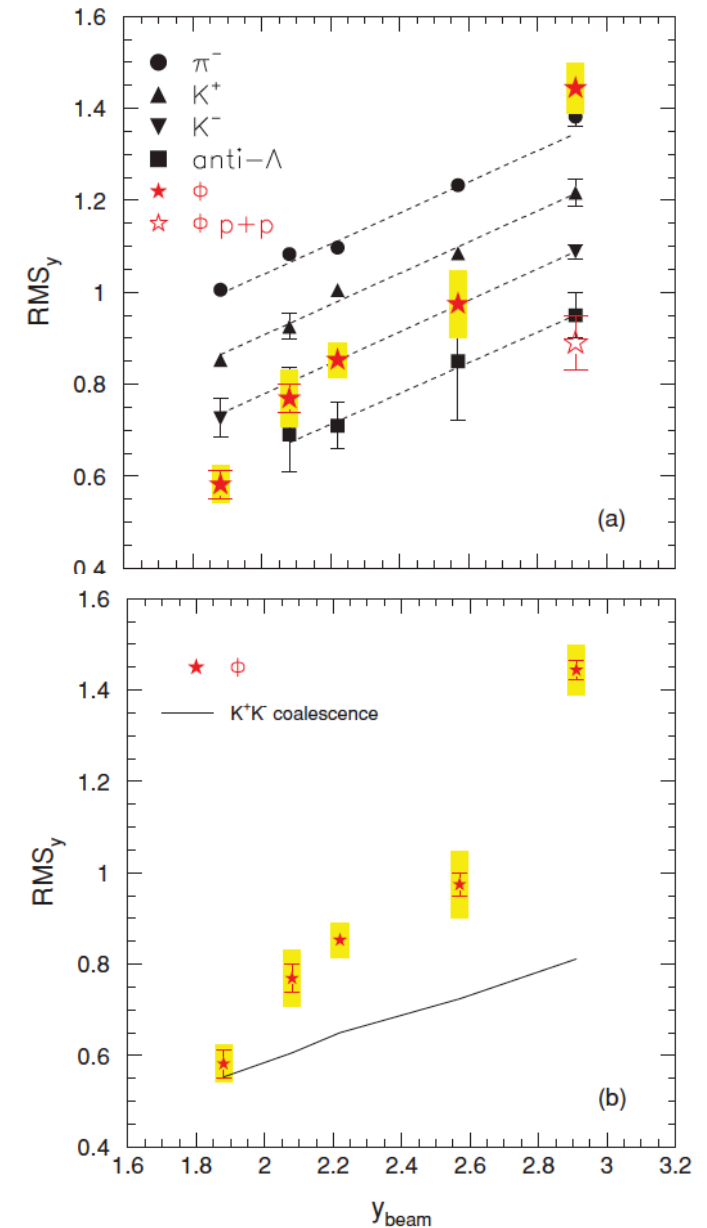 1.6
1.4
1.2
1
0.8
0.6
0.4
RMSy
π⁻
K⁺
K⁻
anti-Λ
Φ
Φ p+p
(a)
1.6
1.4
1.2
1
0.8
0.6
0.4
RMSy
Φ
K⁺K⁻ coalescence
(b)
1.6 1.8 2 2.2 2.4 2.6 2.8 3 3.2
ybeam